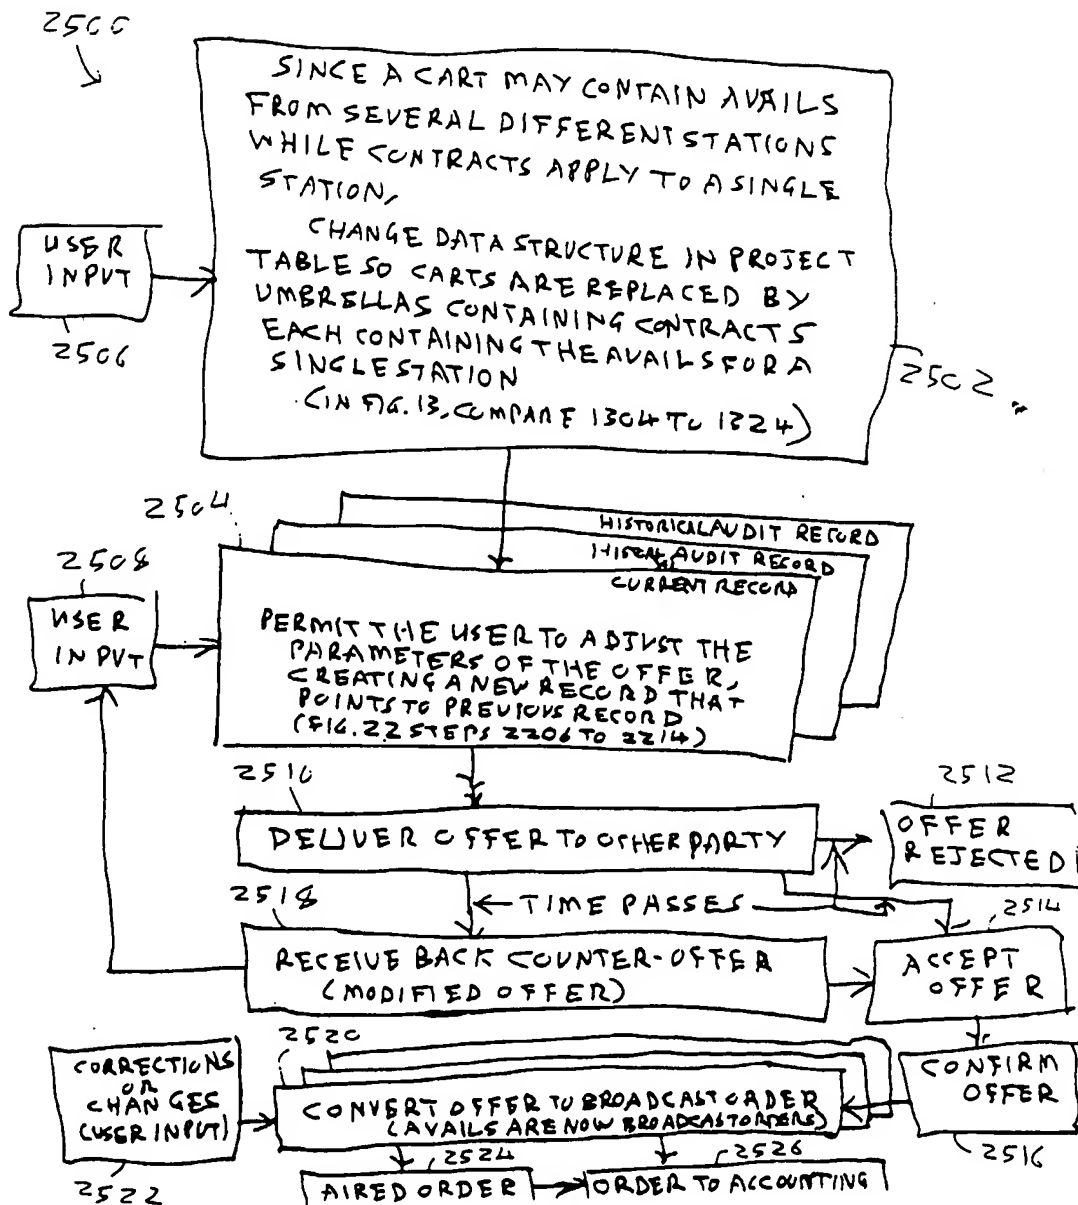 2500
SINCE A CART MAY CONTAIN AVAILS
FROM SEVERAL DIFFERENT STATIONS
WHILE CONTRACTS APPLY TO A SINGLE
STATION,
CHANGE DATA STRUCTURE IN PROJECT
TABLE SO CARTS ARE REPLACED BY
UMBRELLAS CONTAINING CONTRACTS
EACH CONTAINING THE AVAILS FOR A
SINGLE STATION
(IN FIG. 13, COMPARE 1304 TO 1324)
USER
INPUT
2506
2502
2504
HISTORICAL AUDIT RECORD
AUDIT RECORD
CURRENT RECORD
2508
USER
INPUT
PERMIT THE USER TO ADJUST THE
PARAMETERS OF THE OFFER,
CREATING A NEW RECORD THAT
POINTS TO PREVIOUS RECORD
(FIG. 22 STEPS 2206 TO 2214)
2510
DELIVER OFFER TO OTHER PARTY
2512
OFFER
REJECTED
2518
TIME PASSES
2514
RECEIVE BACK COUNTER-OFFER
(MODIFIED OFFER)
ACCEPT
OFFER
2520
CORRECTIONS
OR
CHANGES
(USER INPUT)
2522
CONVERT OFFER TO BROADCAST ORDER
(AVAILS ARE NOW BROADCAST ORDERS)
CONFIRM
OFFER
2516
2524
2526
AIRED ORDER
ORDER TO ACCOUNTING